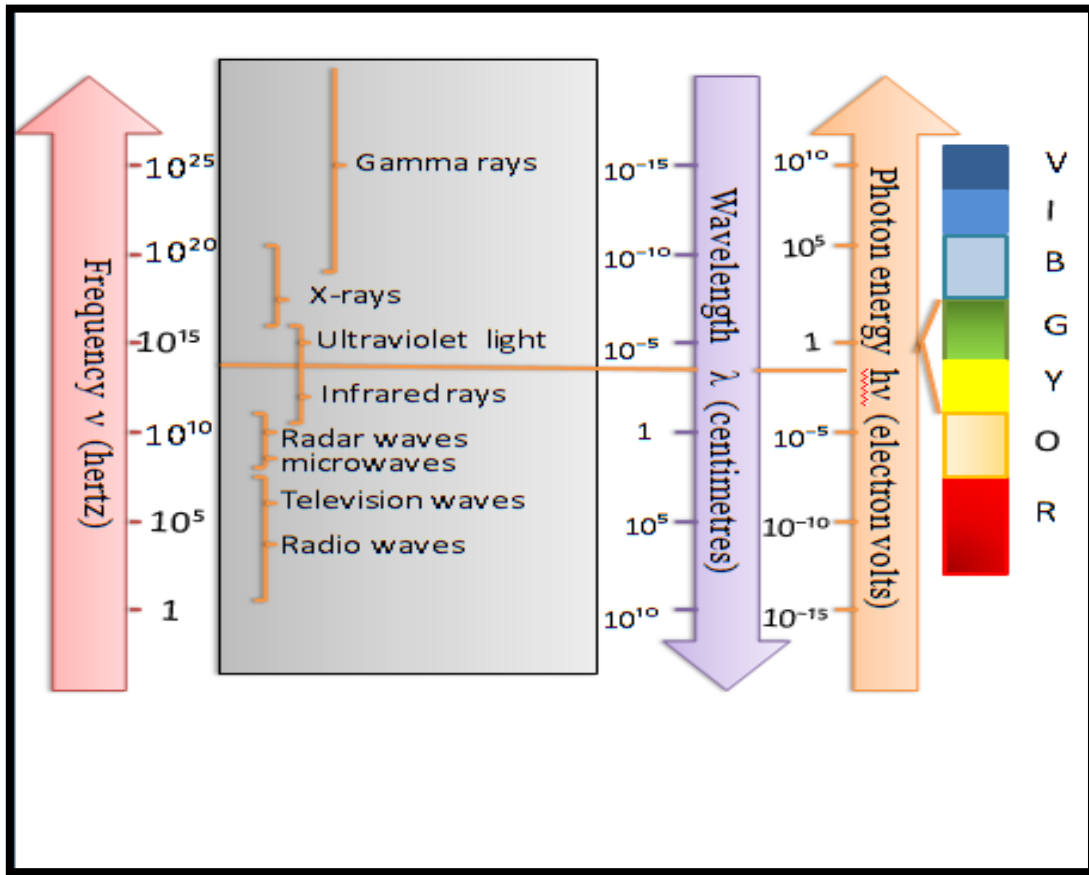 Frequency ν (hertz)
10²⁵
10²⁰
10¹⁵
10¹⁰
10⁵
1
Gamma rays
X-rays
Ultraviolet light
Infrared rays
Radar waves
microwaves
Television waves
Radio waves
10⁻¹⁵
10⁻¹⁰
10⁻⁵
1
10⁵
10¹⁰
Wavelength λ (centimetres)
10¹⁰
10⁵
1
10⁻⁵
10⁻¹⁰
10⁻¹⁵
Photon energy hν (electron volts)
V
I
B
G
Y
O
R